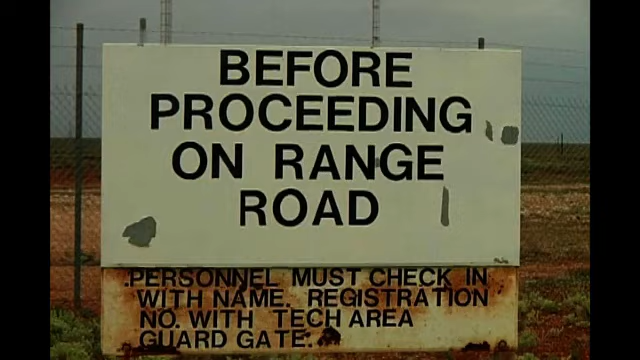 BEFORE
PROCEEDING
ON RANGE
ROAD
.PERSONNEL MUST CHECK IN
WITH NAME. REGISTRATION
NO. WITH TECH AREA
GUARD GATE.